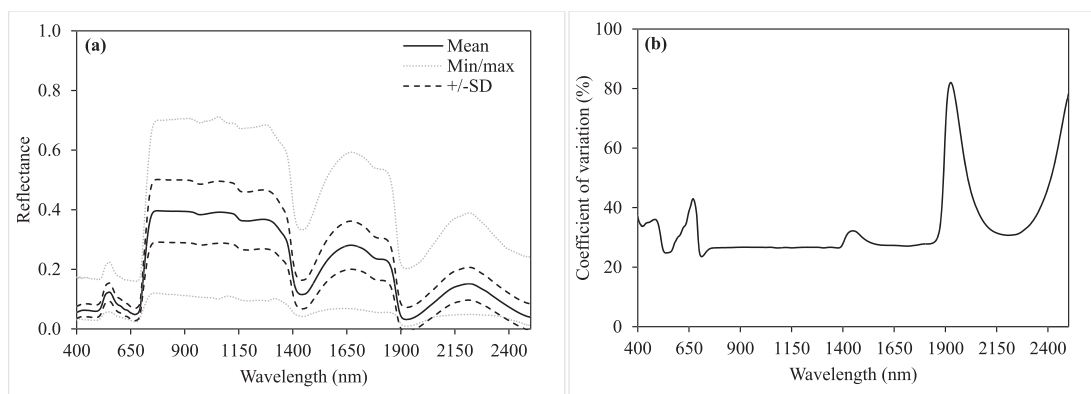 (a)
Mean
Min/max
+/-SD
1.0
0.8
0.6
0.4
0.2
0.0
Reflectance
400 650 900 1150 1400 1650 1900 2150 2400
Wavelength (nm)
(b)
100
80
60
40
20
0
Coefficient of variation (%)
400 650 900 1150 1400 1650 1900 2150 2400
Wavelength (nm)